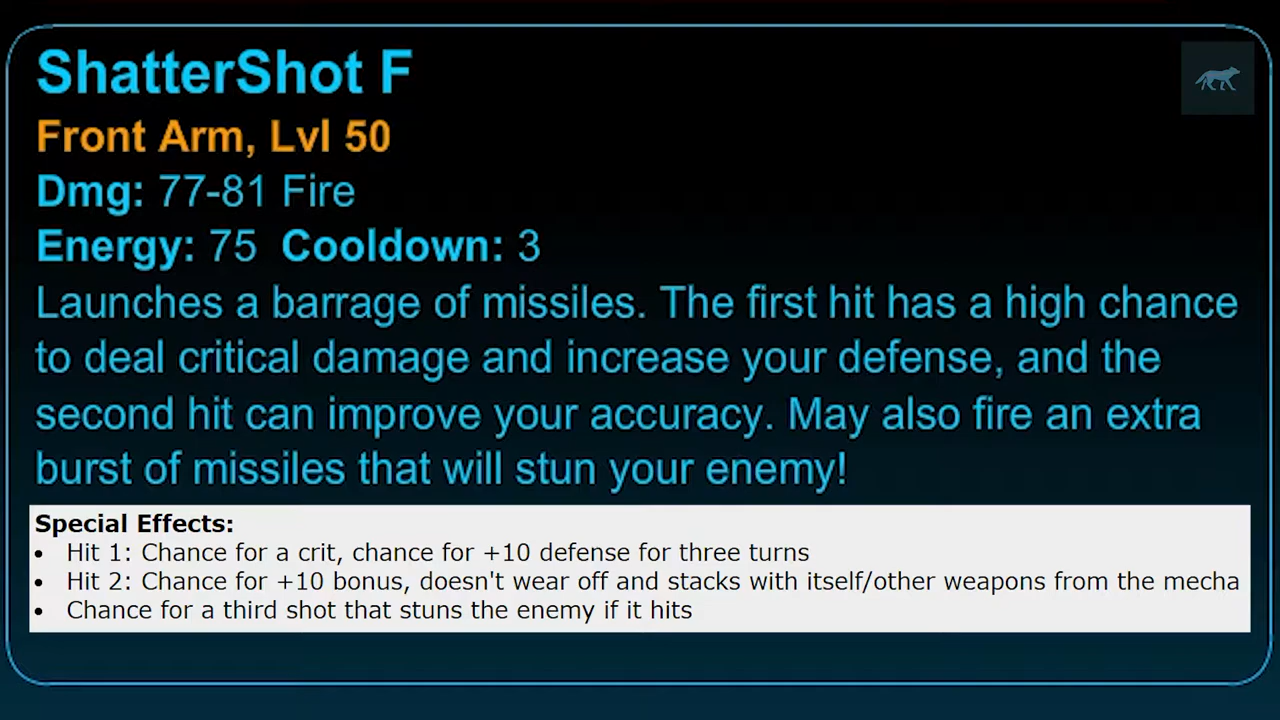 ShatterShot F
Front Arm, Lvl 50
Dmg: 77-81 Fire
Energy: 75 Cooldown: 3
Launches a barrage of missiles. The first hit has a high chance
to deal critical damage and increase your defense, and the
second hit can improve your accuracy. May also fire an extra
burst of missiles that will stun your enemy!
Special Effects:
• Hit 1: Chance for a crit, chance for +10 defense for three turns
• Hit 2: Chance for +10 bonus, doesn't wear off and stacks with itself/other weapons from the mecha
• Chance for a third shot that stuns the enemy if it hits